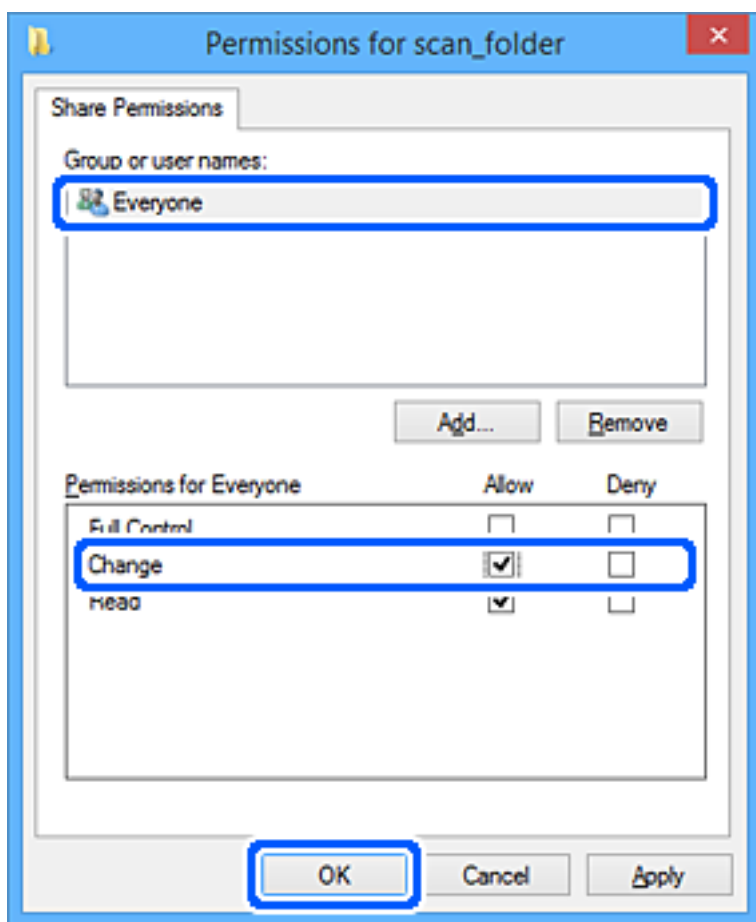 Permissions for scan_folder
Share Permissions
Group or user names:
Everyone
Add... Remove
Permissions for Everyone Allow Deny
Full Control
Change
Read
OK Cancel Apply